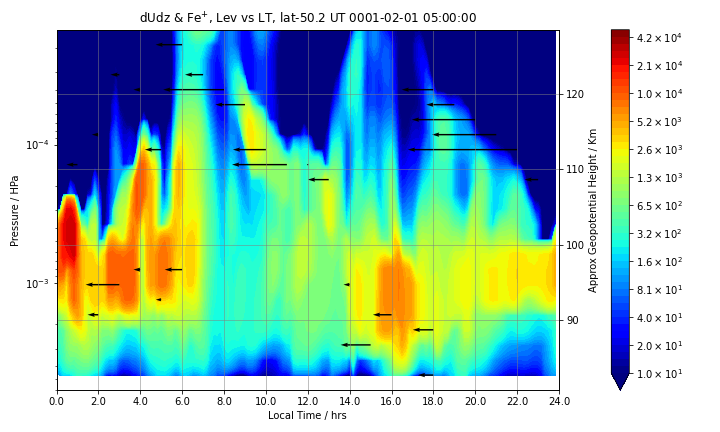 dUdz & Fe⁺, Lev vs LT, lat-50.2 UT 0001-02-01 05:00:00
Pressure / HPa
10⁻⁴
10⁻³
120
110
100
90
Approx Geopotential Height / Km
0.0 2.0 4.0 6.0 8.0 10.0 12.0 14.0 16.0 18.0 20.0 22.0 24.0
Local Time / hrs
4.2 × 10⁴
2.1 × 10⁴
1.0 × 10⁴
5.2 × 10³
2.6 × 10³
1.3 × 10³
6.5 × 10²
3.2 × 10²
1.6 × 10²
8.1 × 10¹
4.0 × 10¹
2.0 × 10¹
1.0 × 10¹